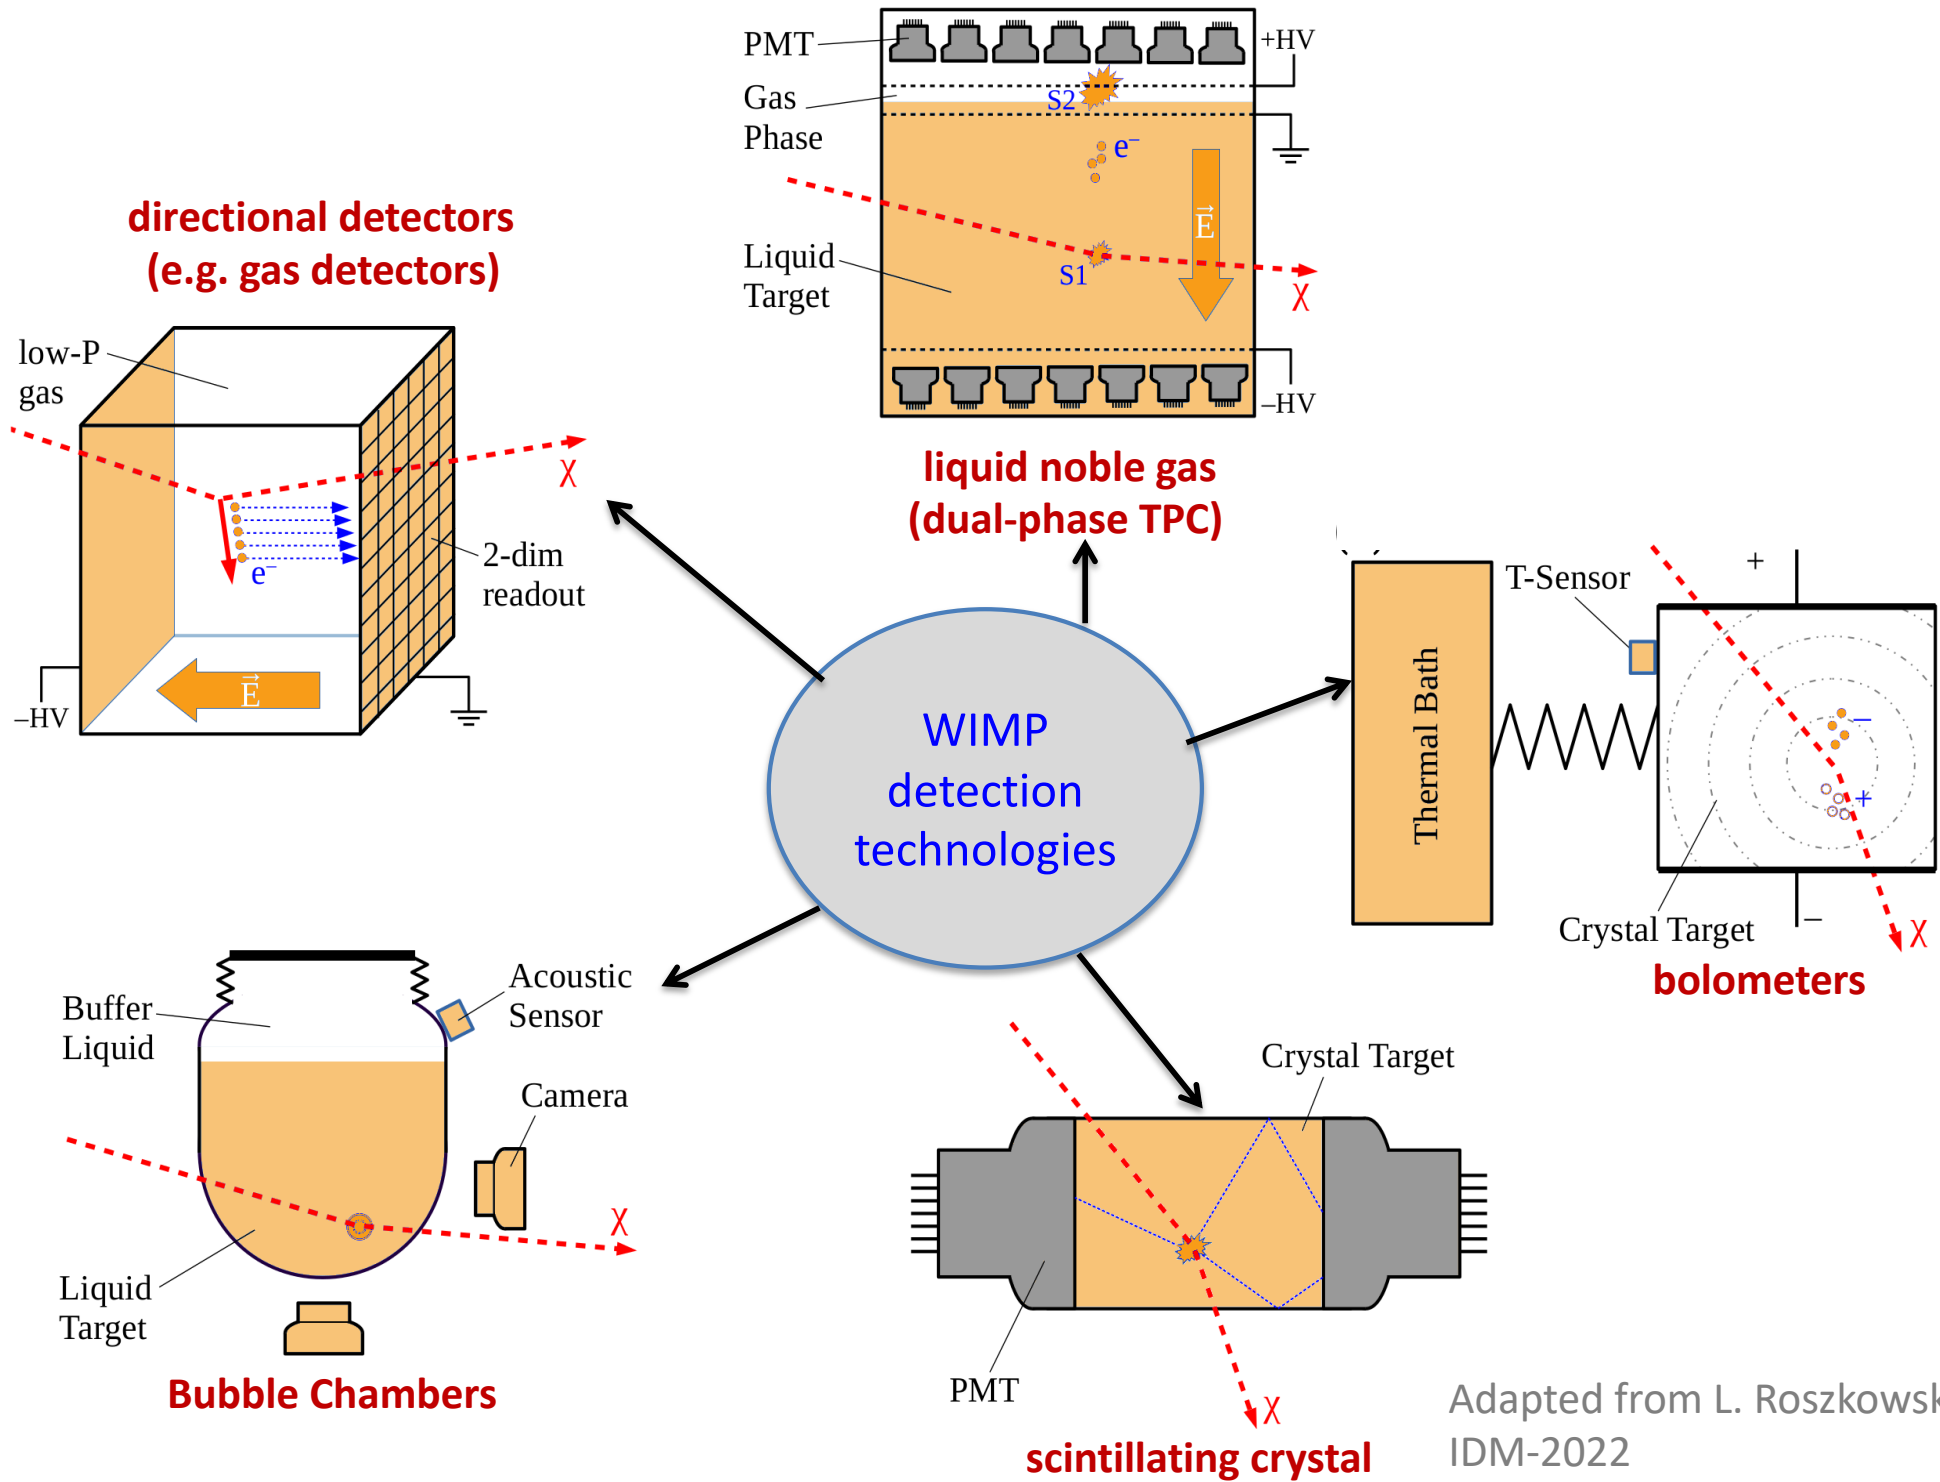 PMT
+HV
Gas
Phase
S2
e⁻
E
Liquid
Target
S1
χ
–HV
liquid noble gas
(dual-phase TPC)
directional detectors
(e.g. gas detectors)
low-P
gas
χ
e⁻
2-dim
readout
E
–HV
WIMP
detection
technologies
T-Sensor
+
Thermal Bath
–
+
Crystal Target
–
χ
bolometers
Buffer
Liquid
Acoustic
Sensor
Camera
χ
Liquid
Target
Bubble Chambers
Crystal Target
PMT
χ
scintillating crystal
Adapted from L. Roszkowsk
IDM-2022